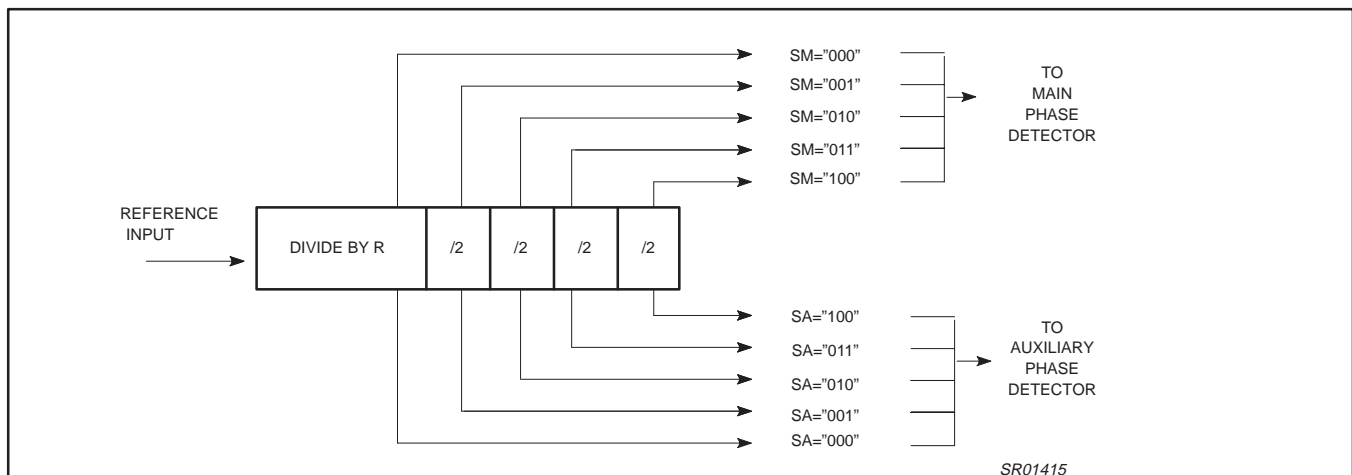 SM=”000”
SM=”001”
SM=”010”
SM=”011”
SM=”100”
TO
MAIN
PHASE
DETECTOR
REFERENCE
INPUT
DIVIDE BY R
/2
/2
/2
/2
SA=”100”
SA=”011”
SA=”010”
SA=”001”
SA=”000”
TO
AUXILIARY
PHASE
DETECTOR
SR01415